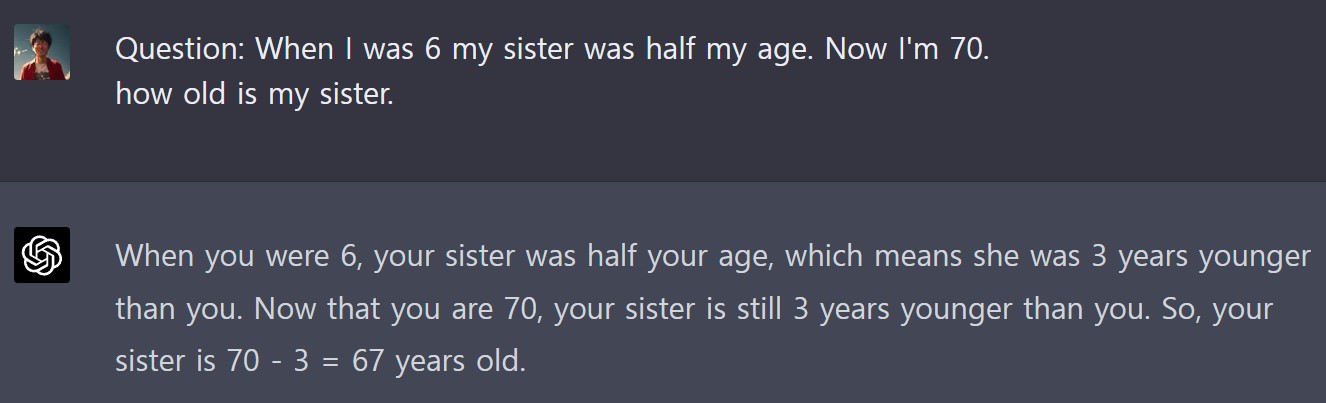 Question: When I was 6 my sister was half my age. Now I'm 70.
how old is my sister.
When you were 6, your sister was half your age, which means she was 3 years younger
than you. Now that you are 70, your sister is still 3 years younger than you. So, your
sister is 70 - 3 = 67 years old.